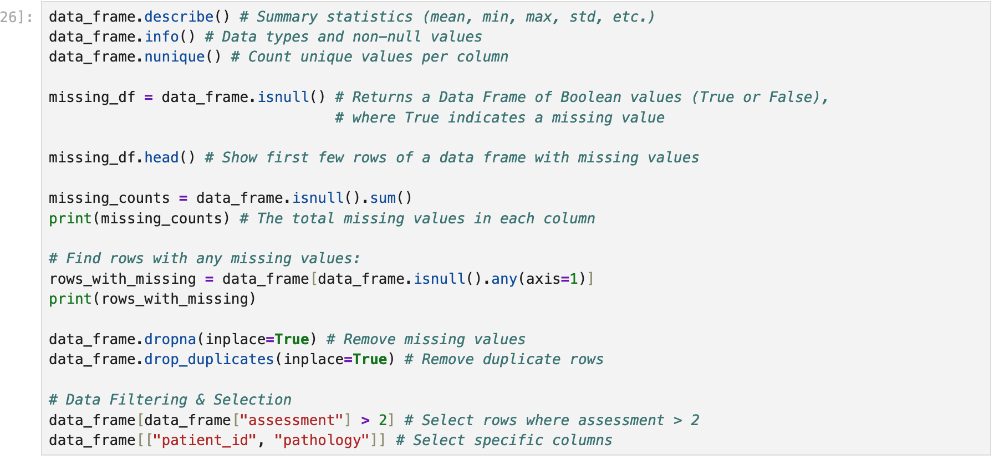 26]:
data_frame.describe() # Summary statistics (mean, min, max, std, etc.)
data_frame.info() # Data types and non-null values
data_frame.nunique() # Count unique values per column
missing_df = data_frame.isnull() # Returns a Data Frame of Boolean values (True or False),
# where True indicates a missing value
missing_df.head() # Show first few rows of a data frame with missing values
missing_counts = data_frame.isnull().sum()
print(missing_counts) # The total missing values in each column
# Find rows with any missing values:
rows_with_missing = data_frame[data_frame.isnull().any(axis=1)]
print(rows_with_missing)
data_frame.dropna(inplace=True) # Remove missing values
data_frame.drop_duplicates(inplace=True) # Remove duplicate rows
# Data Filtering & Selection
data_frame[data_frame["assessment"] > 2] # Select rows where assessment > 2
data_frame[["patient_id", "pathology"]] # Select specific columns